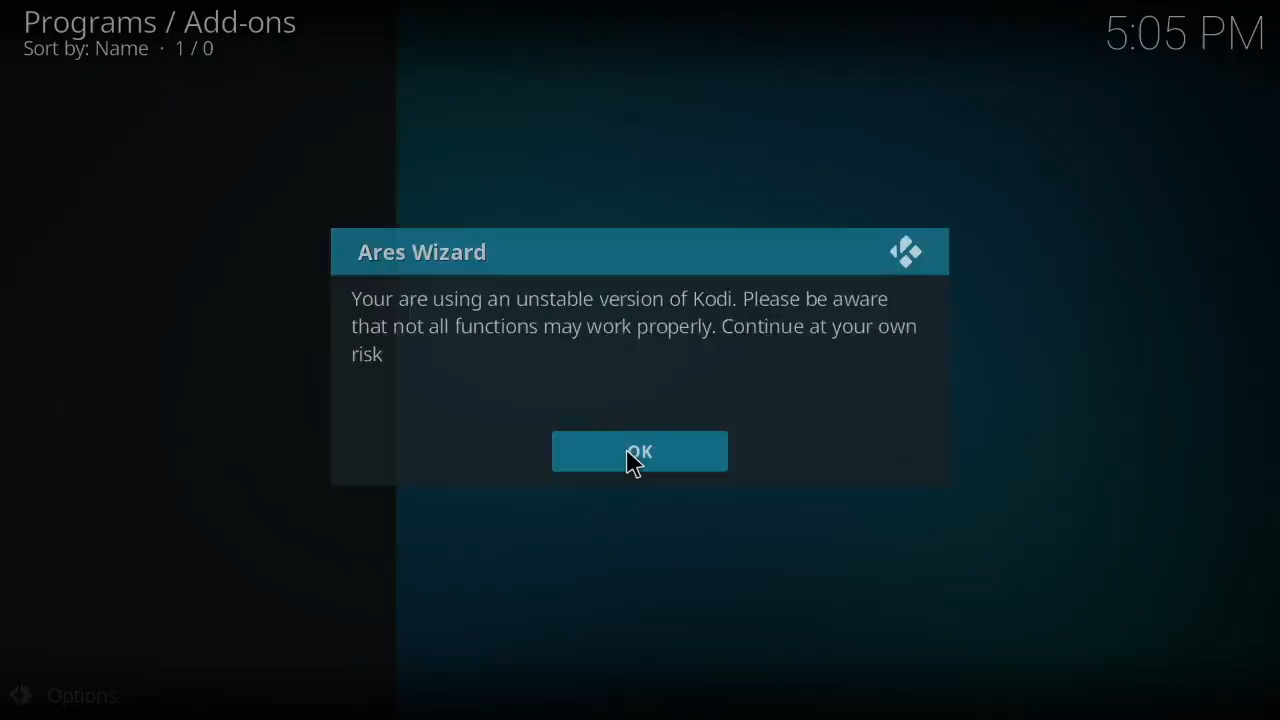 Programs / Add-ons
Sort by: Name · 1 / 0
5:05 PM
Ares Wizard
Your are using an unstable version of Kodi. Please be aware
that not all functions may work properly. Continue at your own
risk
OK
Options